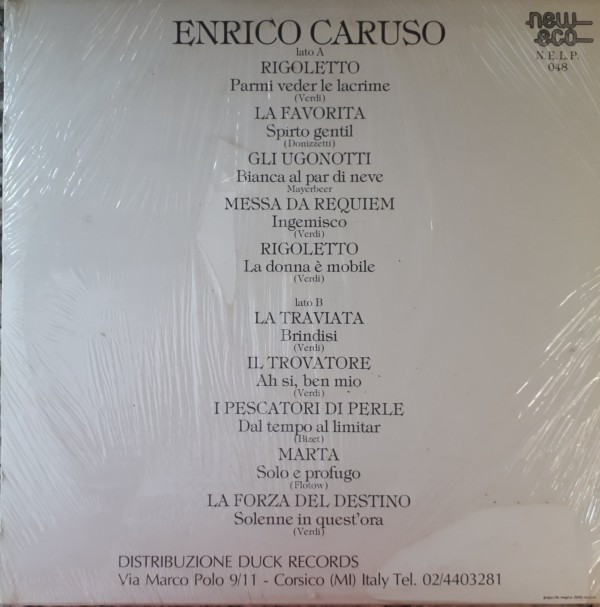 ENRICO CARUSO
new
eco
N.E.L.P.
048
lato A
RIGOLETTO
Parmi veder le lacrime
(Verdi)
LA FAVORITA
Spirto gentil
(Donizzetti)
GLI UGONOTTI
Bianca al par di neve
Mayerbeer
MESSA DA REQUIEM
Ingemisco
(Verdi)
RIGOLETTO
La donna è mobile
(Verdi)
lato B
LA TRAVIATA
Brindisi
(Verdi)
IL TROVATORE
Ah si, ben mio
(Verdi)
I PESCATORI DI PERLE
Dal tempo al limitar
(Bizet)
MARTA
Solo e profugo
(Flotow)
LA FORZA DEL DESTINO
Solenne in quest'ora
(Verdi)
DISTRIBUZIONE DUCK RECORDS
Via Marco Polo 9/11 - Corsico (MI) Italy Tel. 02/4403281